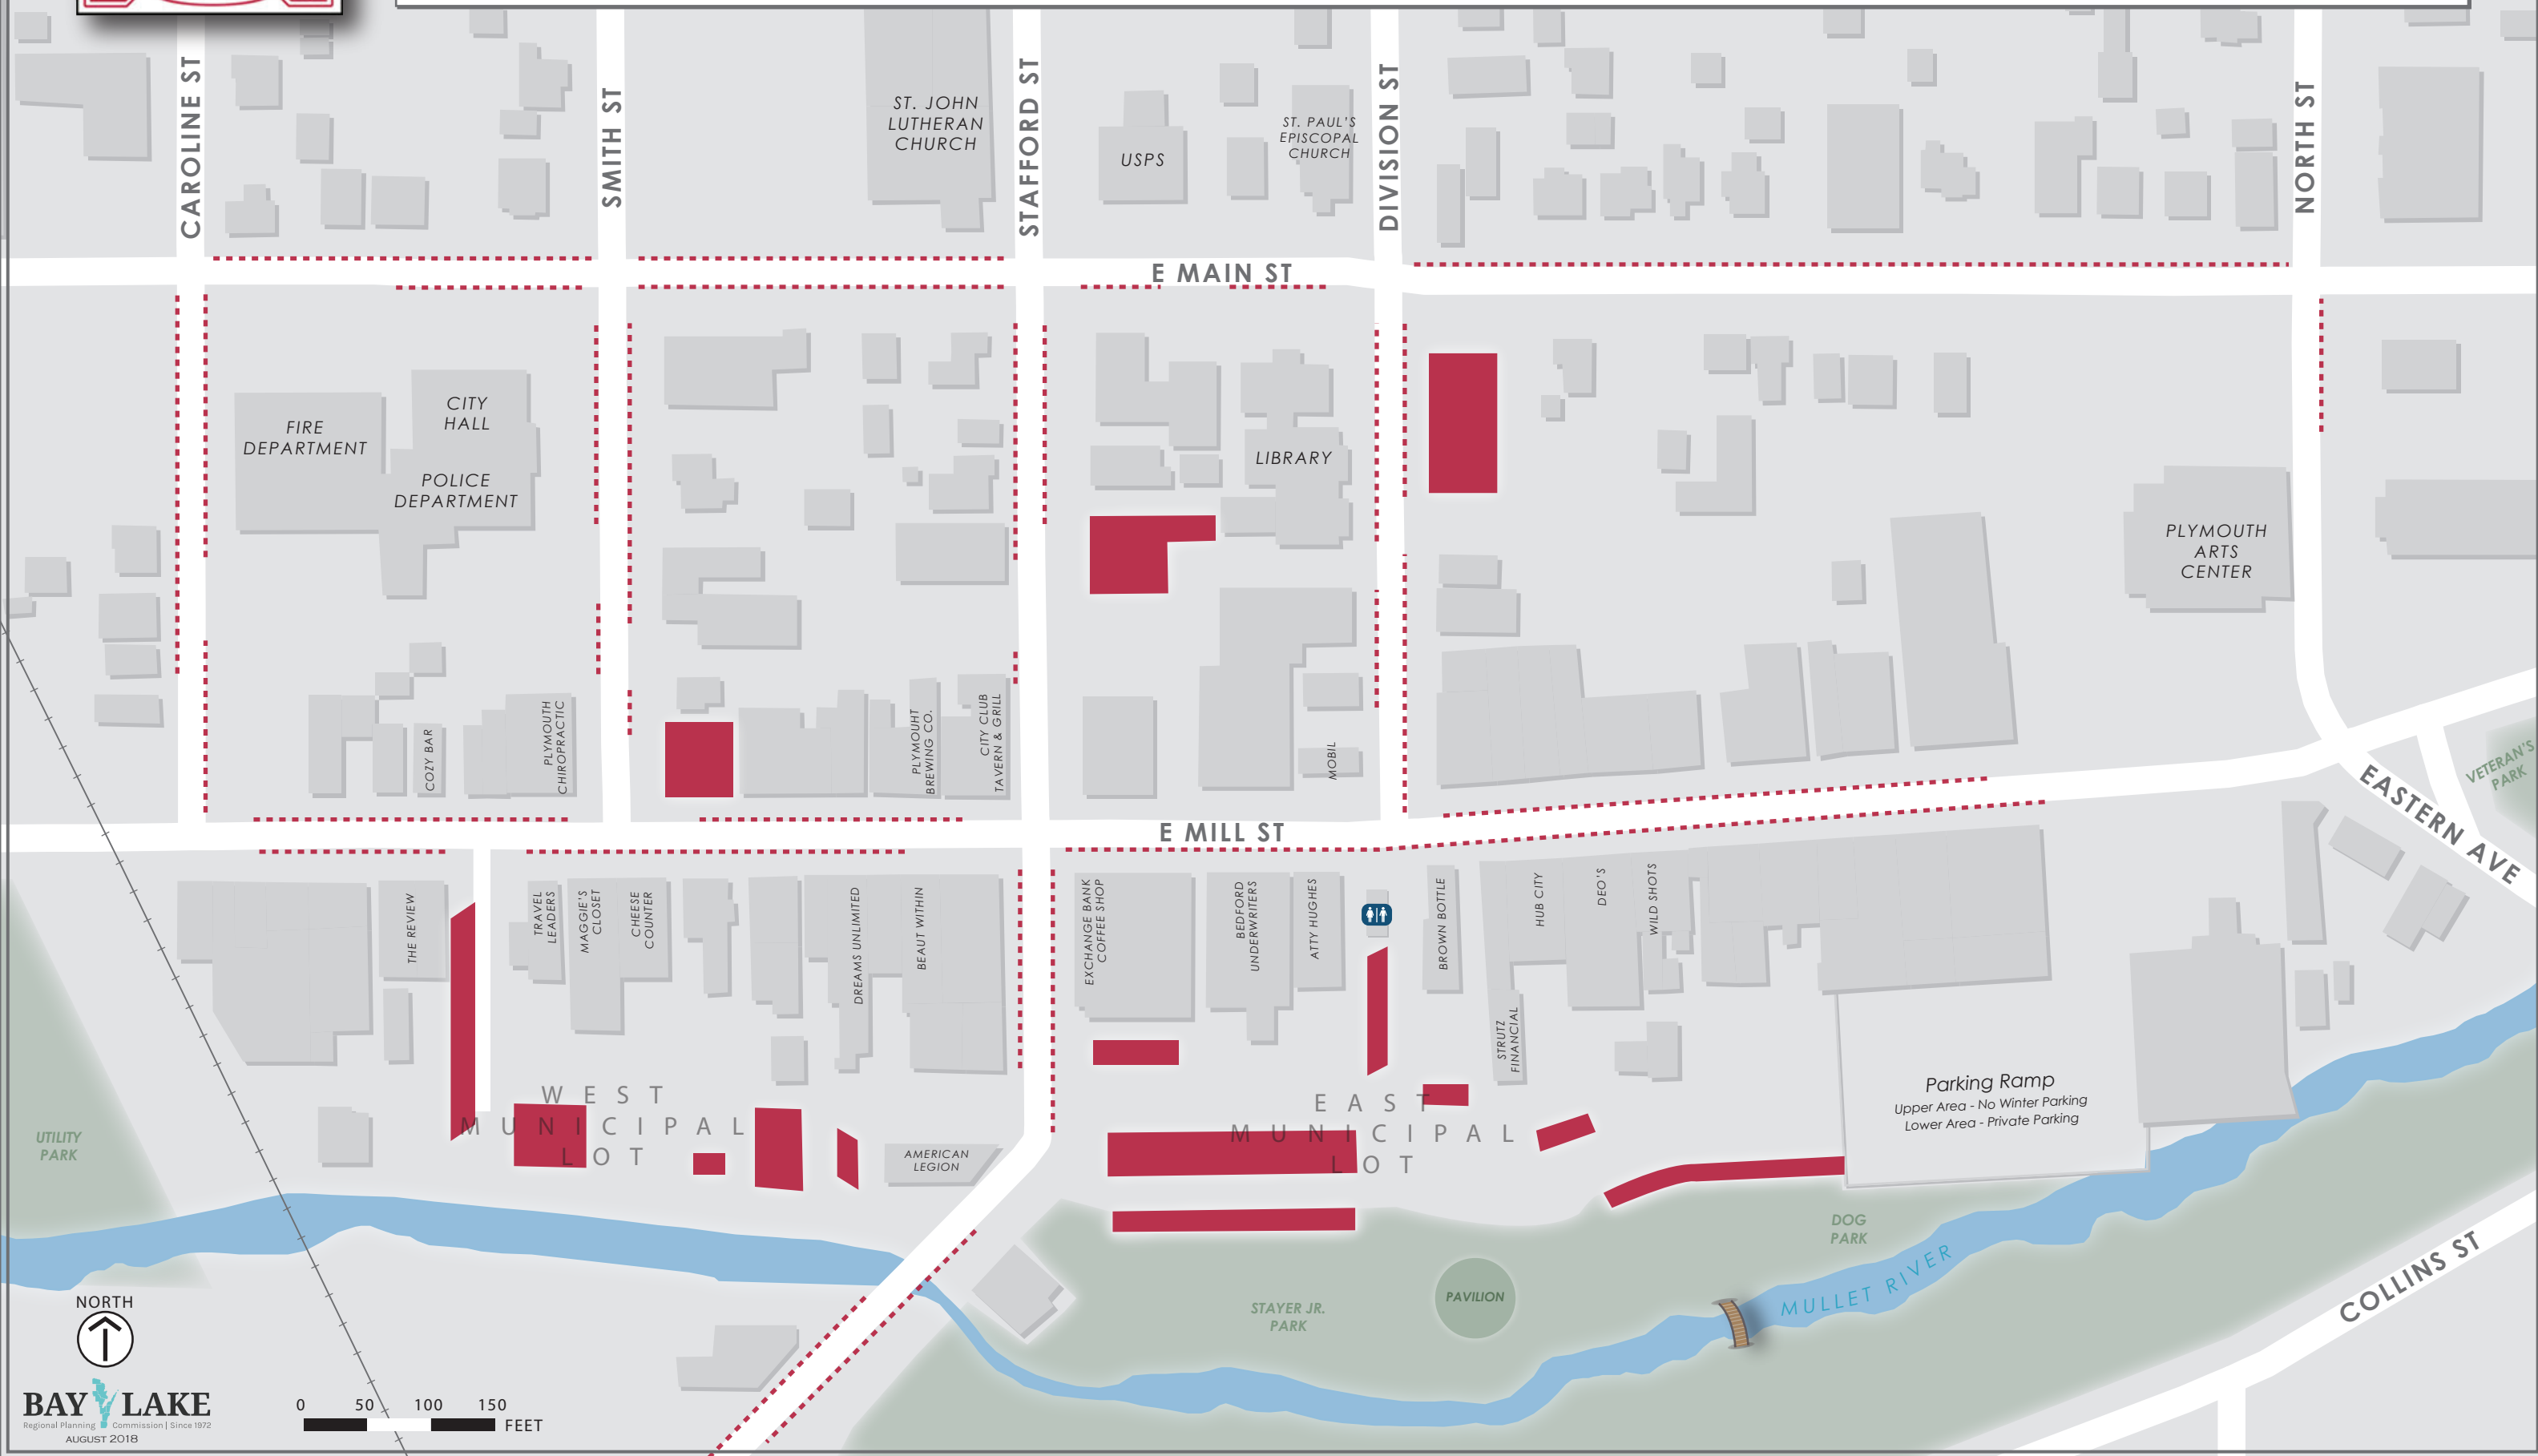 CAROLINE ST
SMITH ST
STAFFORD ST
DIVISION ST
NORTH ST
ST. JOHN
LUTHERAN
CHURCH
USPS
ST. PAUL'S
EPISCOPAL
CHURCH
E MAIN ST
FIRE
DEPARTMENT
CITY
HALL
POLICE
DEPARTMENT
LIBRARY
PLYMOUTH
ARTS
CENTER
COZY BAR
PLYMOUTH
CHIROPRACTIC
PLYMOUHT
BREWING CO.
CITY CLUB
TAVERN & GRILL
MOBIL
VETERAN'S
PARK
EASTERN AVE
E MILL ST
THE REVIEW
TRAVEL
LEADERS
MAGGIE'S
CLOSET
CHEESE
COUNTER
DREAMS UNLIMITED
BEAUT WITHIN
EXCHANGE BANK
COFFEE SHOP
BEDFORD
UNDERWRITERS
ATTY HUGHES
BROWN BOTTLE
STRUTZ
FINANCIAL
HUB CITY
DEO'S
WILD SHOTS
WEST
MUNICIPAL
LOT
EAST
MUNICIPAL
LOT
AMERICAN
LEGION
Parking Ramp
Upper Area - No Winter Parking
Lower Area - Private Parking
UTILITY
PARK
DOG
PARK
MULLET RIVER
COLLINS ST
STAYER JR.
PARK
PAVILION
NORTH
BAY LAKE
Regional Planning Commission | Since 1972
AUGUST 2018
0 50 100 150
FEET